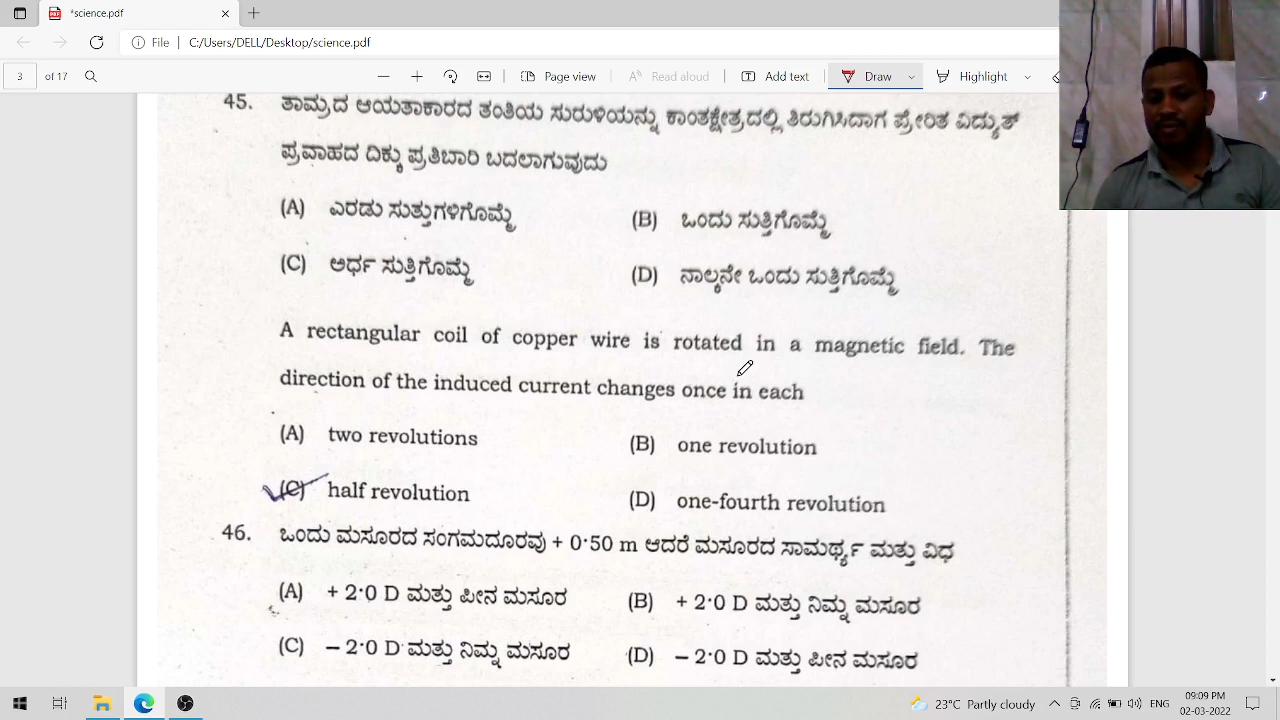 *science.pdf
File | C:/Users/DELL/Desktop/science.pdf
3 of 17 Page view Read aloud Add text Draw Highlight
45. ತಾಮ್ರದ ಆಯತಾಕಾರದ ತಂತಿಯ ಸುರುಳಿಯನ್ನು ಕಾಂತಕ್ಷೇತ್ರದಲ್ಲಿ ತಿರುಗಿಸಿದಾಗ ಪ್ರೇರಿತ ವಿದ್ಯುತ್
ಪ್ರವಾಹದ ದಿಕ್ಕು ಪ್ರತಿಬಾರಿ ಬದಲಾಗುವುದು
(A) ಎರಡು ಸುತ್ತುಗಳಿಗೊಮ್ಮೆ (B) ಒಂದು ಸುತ್ತಿಗೊಮ್ಮೆ
(C) ಅರ್ಧ ಸುತ್ತಿಗೊಮ್ಮೆ (D) ನಾಲ್ಕನೇ ಒಂದು ಸುತ್ತಿಗೊಮ್ಮೆ
A rectangular coil of copper wire is rotated in a magnetic field. The
direction of the induced current changes once in each
(A) two revolutions (B) one revolution
(C) half revolution (D) one-fourth revolution
46. ಒಂದು ಮಸೂರದ ಸಂಗಮದೂರವು + 0·50 m ಆದರೆ ಮಸೂರದ ಸಾಮರ್ಥ್ಯ ಮತ್ತು ವಿಧ
(A) + 2·0 D ಮತ್ತು ಪೀನ ಮಸೂರ (B) + 2·0 D ಮತ್ತು ನಿಮ್ನ ಮಸೂರ
(C) – 2·0 D ಮತ್ತು ನಿಮ್ನ ಮಸೂರ (D) – 2·0 D ಮತ್ತು ಪೀನ ಮಸೂರ
23°C Partly cloudy ENG 09:09 PM
02-03-2022